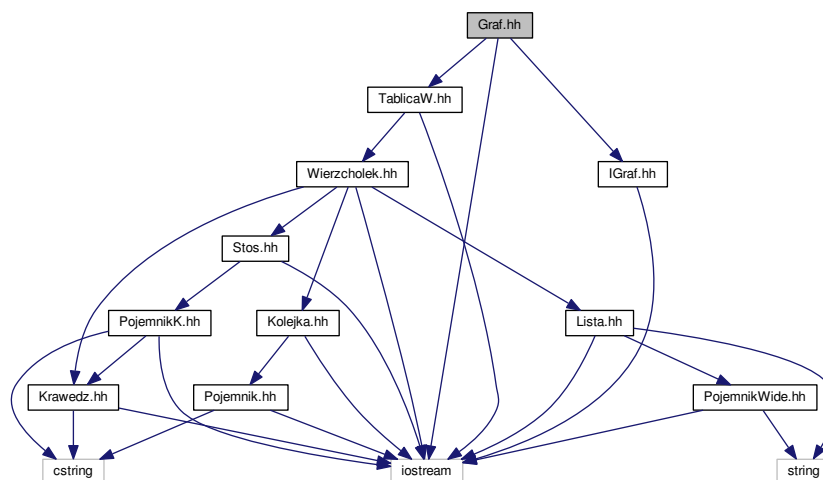 Graf.hh
TablicaW.hh
Wierzcholek.hh
IGraf.hh
Stos.hh
PojemnikK.hh
Kolejka.hh
Lista.hh
Krawedz.hh
Pojemnik.hh
PojemnikWide.hh
cstring
iostream
string